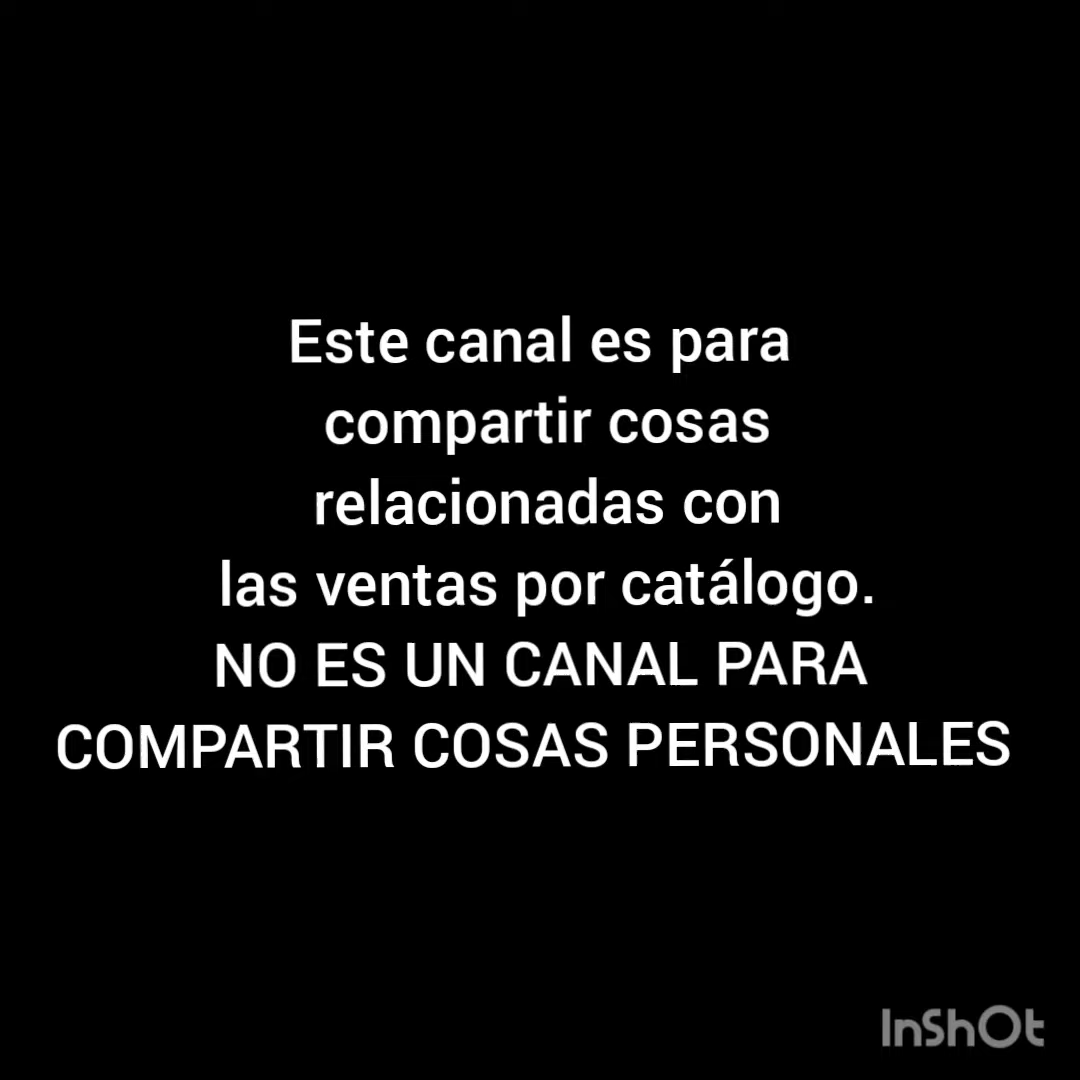 Este canal es para
compartir cosas
relacionadas con
las ventas por catálogo.
NO ES UN CANAL PARA
COMPARTIR COSAS PERSONALES
InShOt